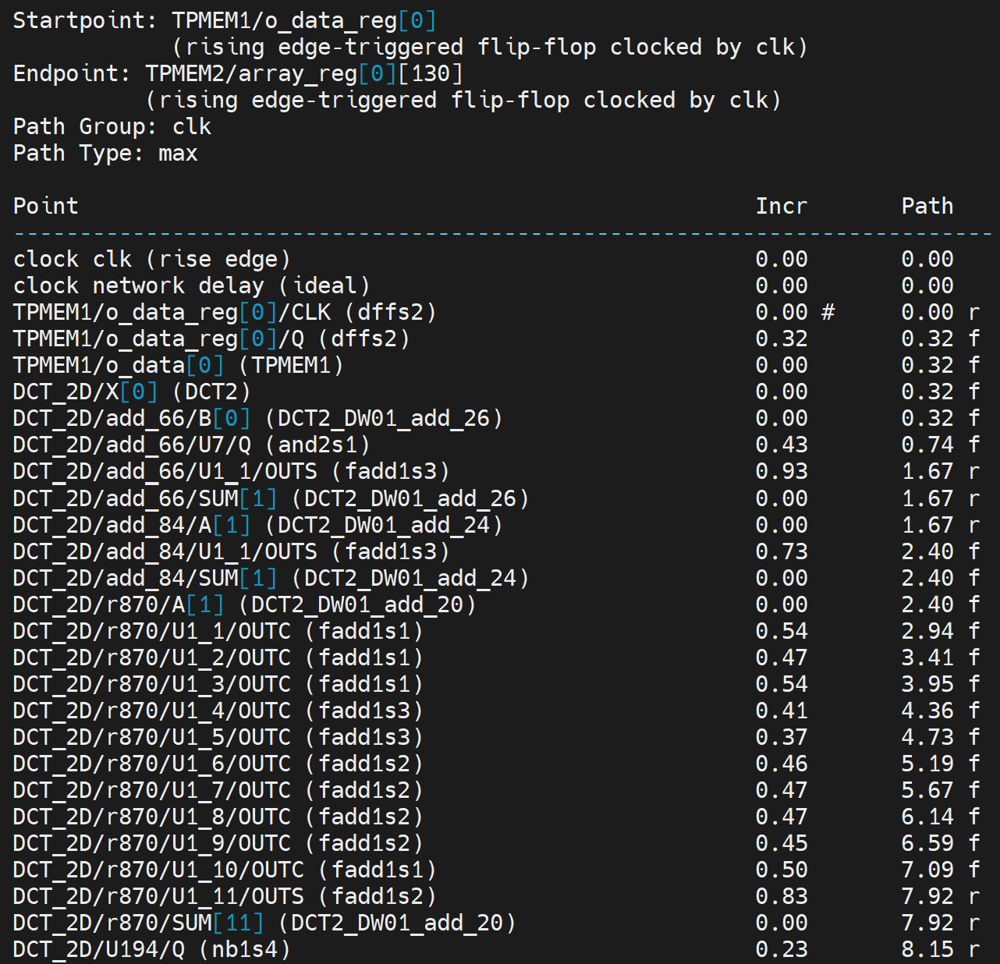 Startpoint: TPMEM1/o_data_reg[0]
(rising edge-triggered flip-flop clocked by clk)
Endpoint: TPMEM2/array_reg[0][130]
(rising edge-triggered flip-flop clocked by clk)
Path Group: clk
Path Type: max
Point Incr Path
---------------------------------------------------------------------------
clock clk (rise edge) 0.00 0.00
clock network delay (ideal) 0.00 0.00
TPMEM1/o_data_reg[0]/CLK (dffs2) 0.00 # 0.00 r
TPMEM1/o_data_reg[0]/Q (dffs2) 0.32 0.32 f
TPMEM1/o_data[0] (TPMEM1) 0.00 0.32 f
DCT_2D/X[0] (DCT2) 0.00 0.32 f
DCT_2D/add_66/B[0] (DCT2_DW01_add_26) 0.00 0.32 f
DCT_2D/add_66/U7/Q (and2s1) 0.43 0.74 f
DCT_2D/add_66/U1_1/OUTS (fadd1s3) 0.93 1.67 r
DCT_2D/add_66/SUM[1] (DCT2_DW01_add_26) 0.00 1.67 r
DCT_2D/add_84/A[1] (DCT2_DW01_add_24) 0.00 1.67 r
DCT_2D/add_84/U1_1/OUTS (fadd1s3) 0.73 2.40 f
DCT_2D/add_84/SUM[1] (DCT2_DW01_add_24) 0.00 2.40 f
DCT_2D/r870/A[1] (DCT2_DW01_add_20) 0.00 2.40 f
DCT_2D/r870/U1_1/OUTC (fadd1s1) 0.54 2.94 f
DCT_2D/r870/U1_2/OUTC (fadd1s1) 0.47 3.41 f
DCT_2D/r870/U1_3/OUTC (fadd1s1) 0.54 3.95 f
DCT_2D/r870/U1_4/OUTC (fadd1s3) 0.41 4.36 f
DCT_2D/r870/U1_5/OUTC (fadd1s3) 0.37 4.73 f
DCT_2D/r870/U1_6/OUTC (fadd1s2) 0.46 5.19 f
DCT_2D/r870/U1_7/OUTC (fadd1s2) 0.47 5.67 f
DCT_2D/r870/U1_8/OUTC (fadd1s2) 0.47 6.14 f
DCT_2D/r870/U1_9/OUTC (fadd1s2) 0.45 6.59 f
DCT_2D/r870/U1_10/OUTC (fadd1s1) 0.50 7.09 f
DCT_2D/r870/U1_11/OUTS (fadd1s2) 0.83 7.92 r
DCT_2D/r870/SUM[11] (DCT2_DW01_add_20) 0.00 7.92 r
DCT_2D/U194/Q (nb1s4) 0.23 8.15 r